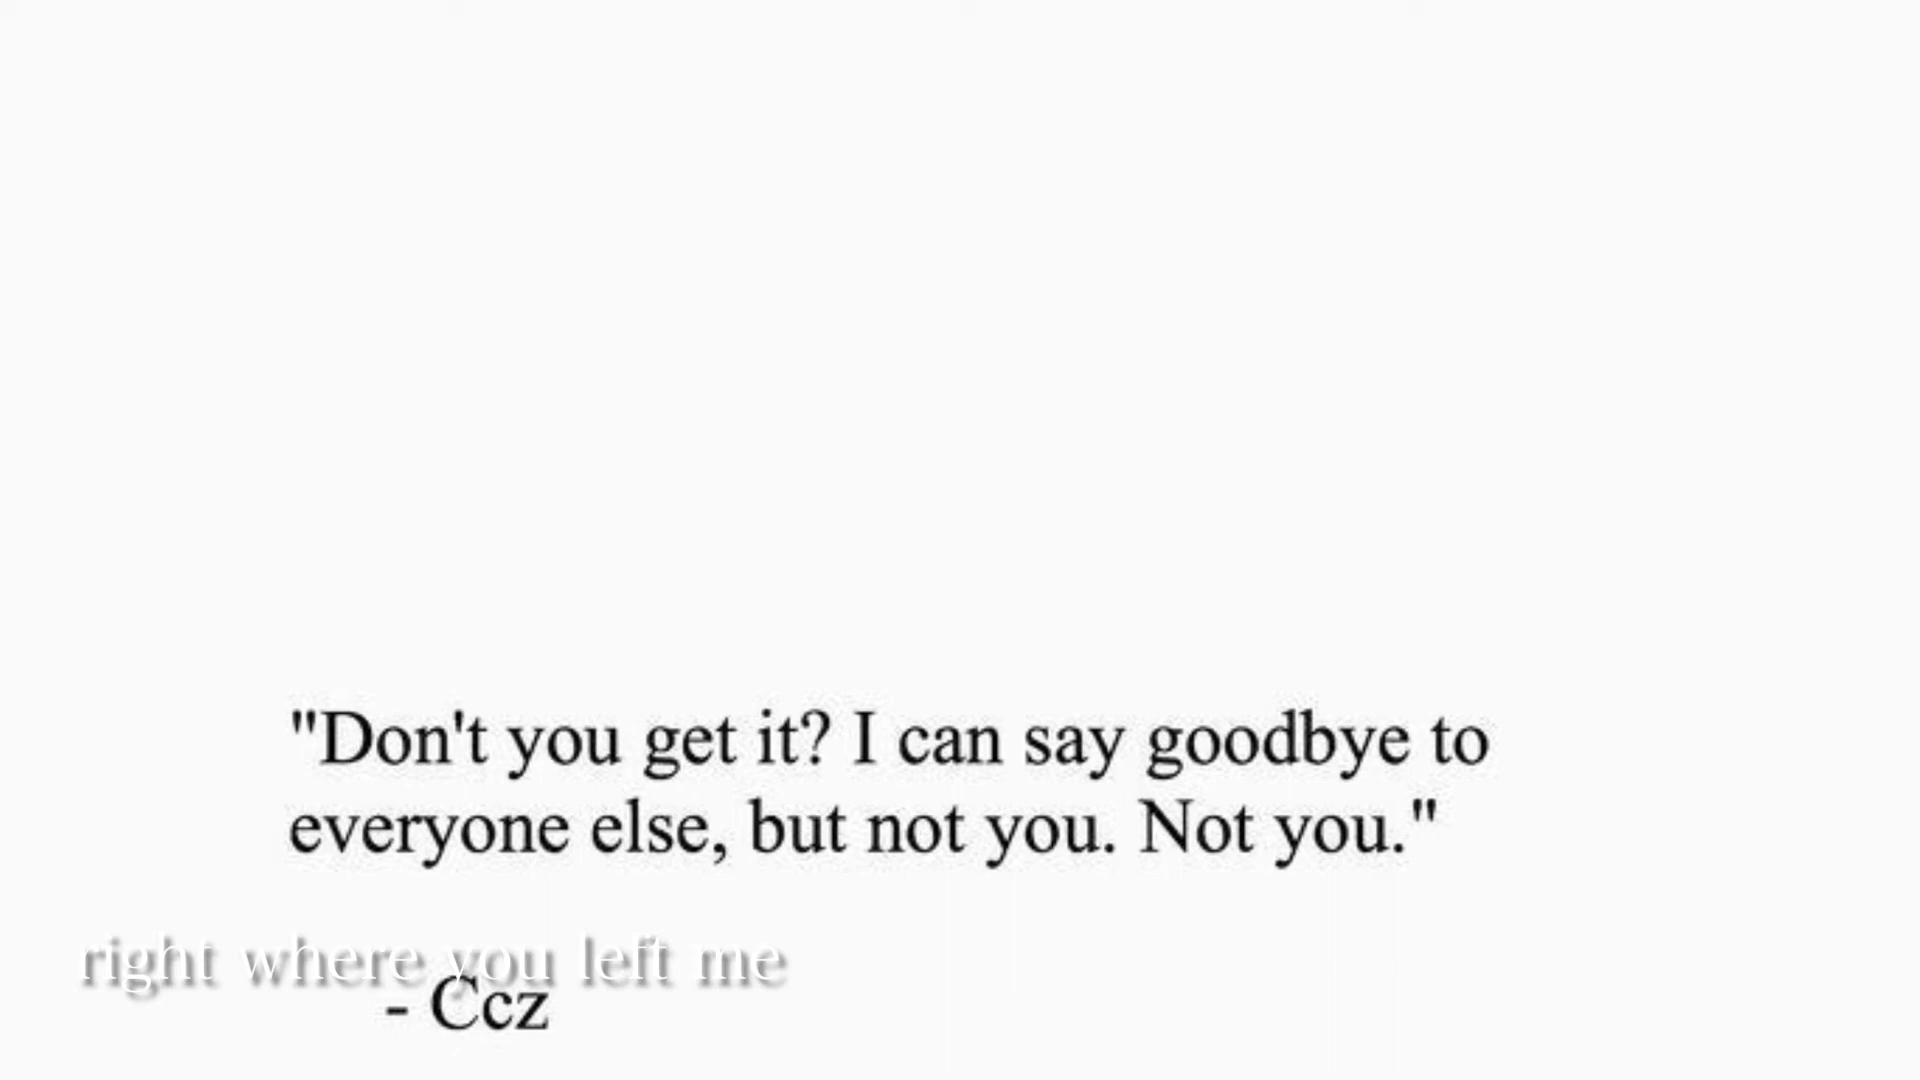 "Don't you get it? I can say goodbye to
everyone else, but not you. Not you."
right where you left me
- Ccz